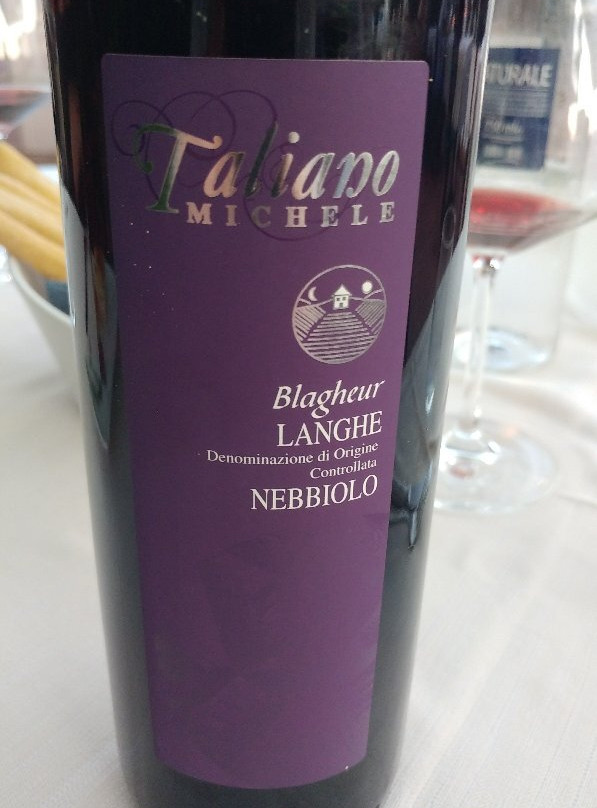 Taliano
MICHELE
Blagheur
LANGHE
Denominazione di Origine
Controllata
NEBBIOLO
TURALE